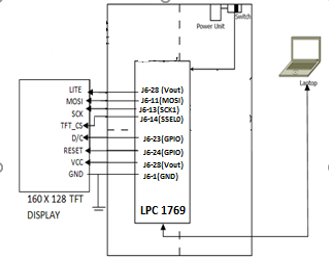 Switch
Power Unit
Laptop
LITE
MOSI
SCK
TFT_CS
D/C
RESET
VCC
GND
J6-28 (Vout)
J6-11(MOSI)
J6-13(SCK1)
J6-14(SSEL0)
J6-23(GPIO)
J6-24(GPIO)
J6-28(Vout)
J6-1(GND)
LPC 1769
160 X 128 TFT
DISPLAY